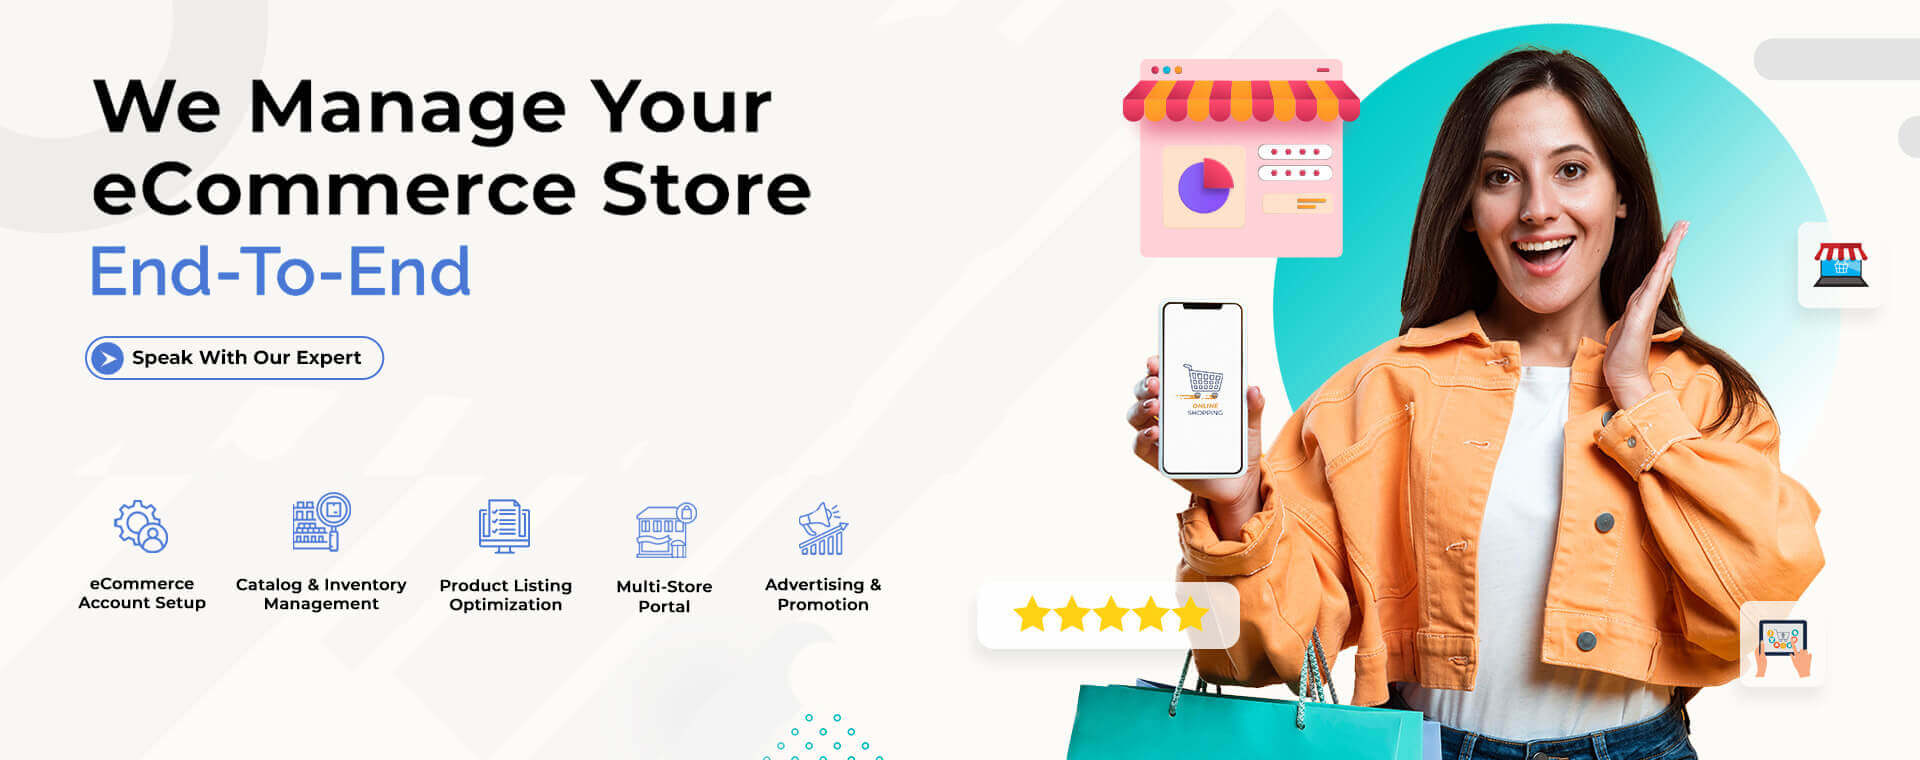 We Manage Your
eCommerce Store
End-To-End
Speak With Our Expert
eCommerce
Account Setup
Catalog & Inventory
Management
Product Listing
Optimization
Multi-Store
Portal
Advertising &
Promotion
ONLINE
SHOPPING